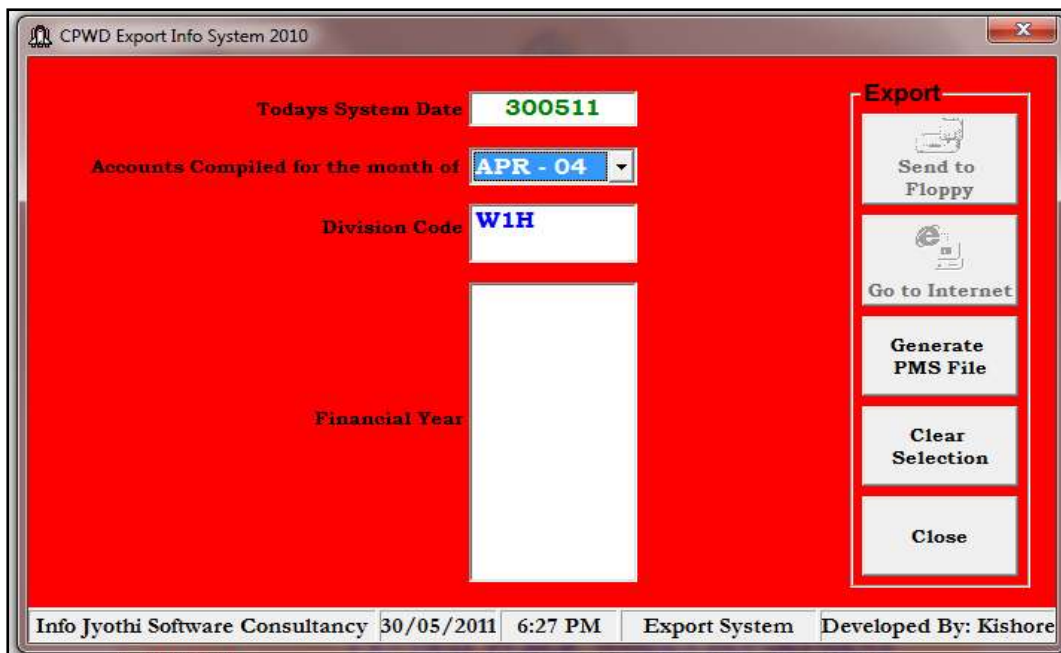 CPWD Export Info System 2010
Todays System Date 300511
Accounts Compiled for the month of APR - 04
Division Code W1H
Financial Year
Export
Send to
Floppy
Go to Internet
Generate
PMS File
Clear
Selection
Close
Info Jyothi Software Consultancy 30/05/2011 6:27 PM Export System Developed By: Kishore